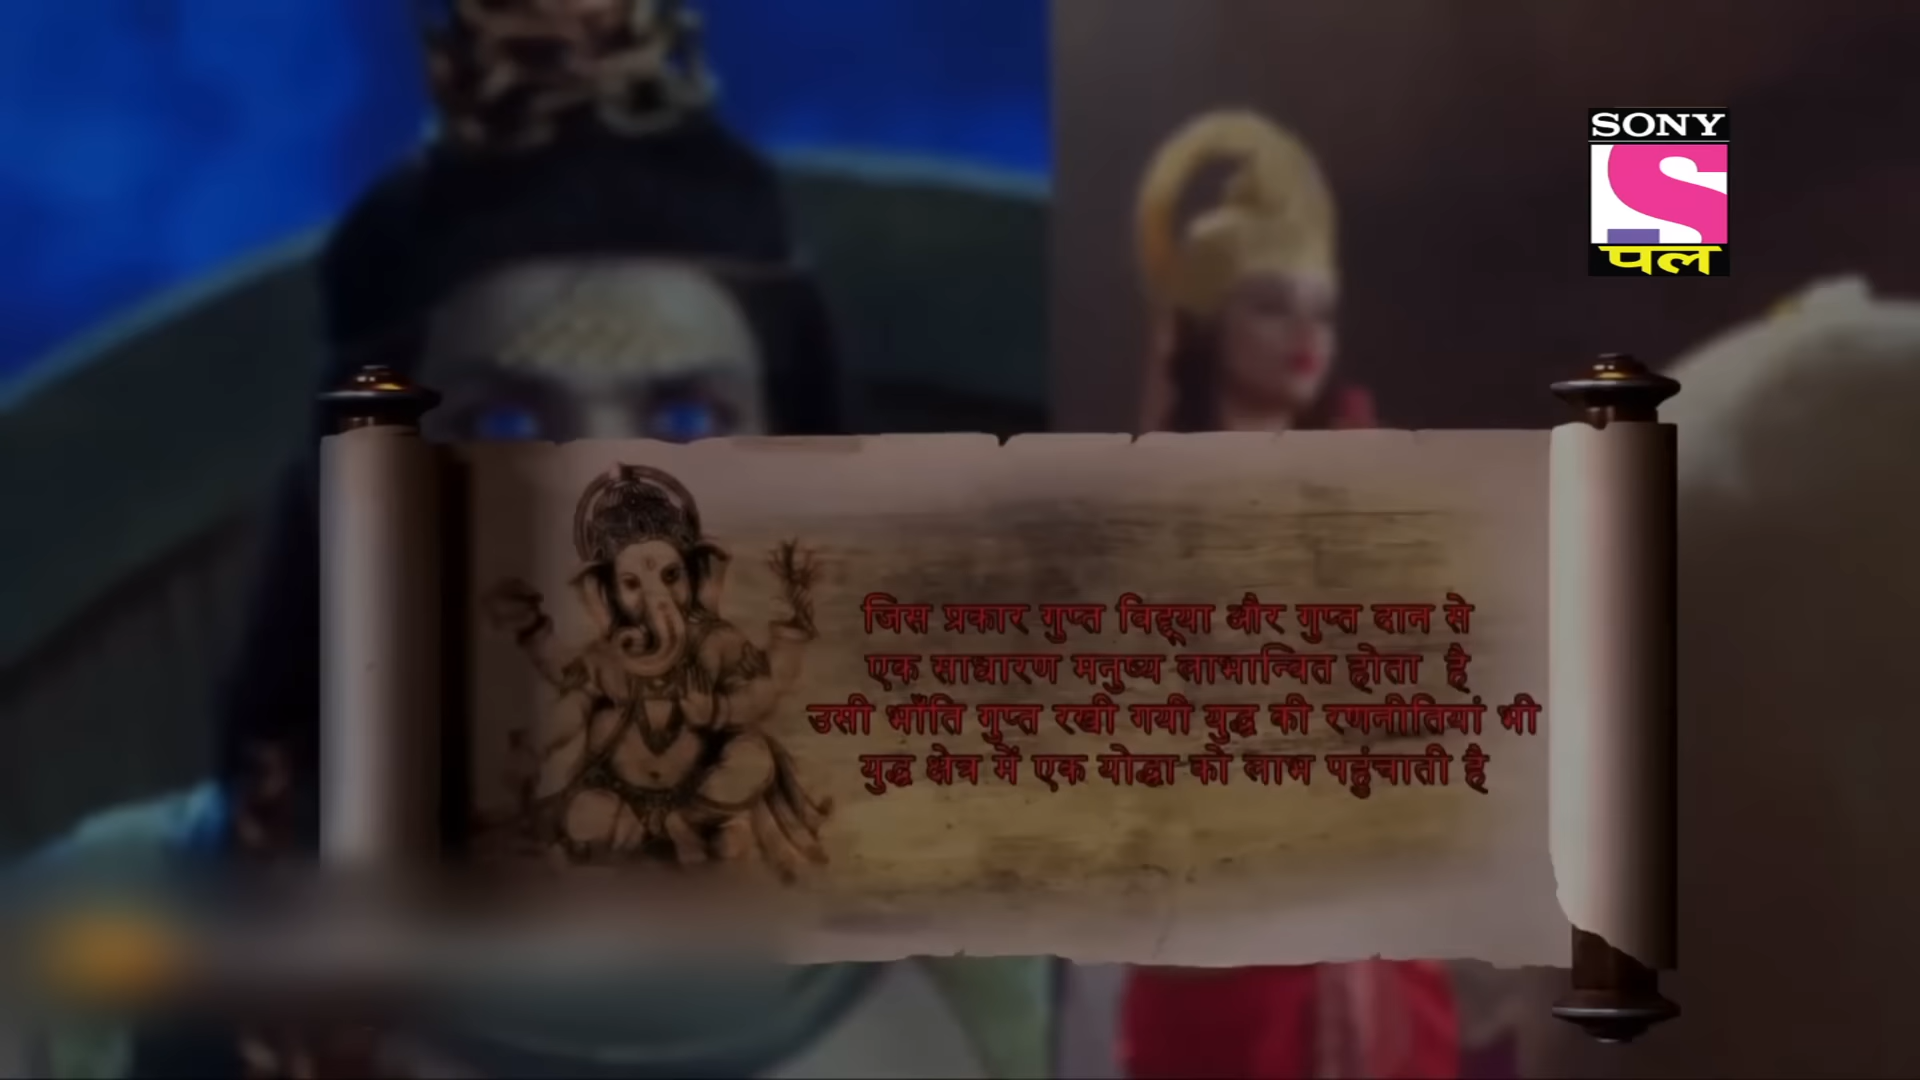 SONY
S
पल
जिस प्रकार गुप्त विद्द्या और गुप्त दान से
एक साधारण मनुष्य लाभान्वित होता है
उसी भाँति गुप्त रखी गयी युद्ध की रणनीतियां भी
युद्ध क्षेत्र में एक योद्धा को लाभ पहुंचाती है